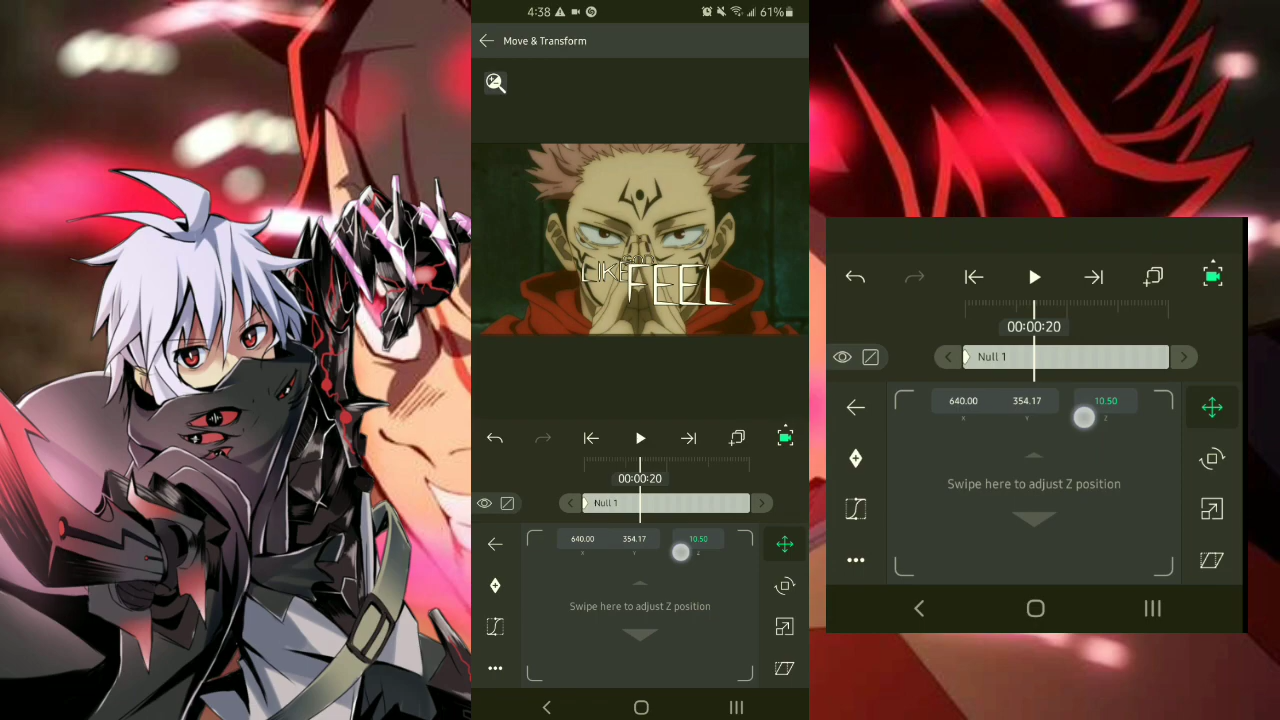 4:38
61%
Move & Transform
GOD
LIKE
FEEL
00:00:20
Null 1
640.00 354.17 10.50
X Y Z
Swipe here to adjust Z position
00:00:20
Null 1
640.00 354.17 10.50
X Y Z
Swipe here to adjust Z position